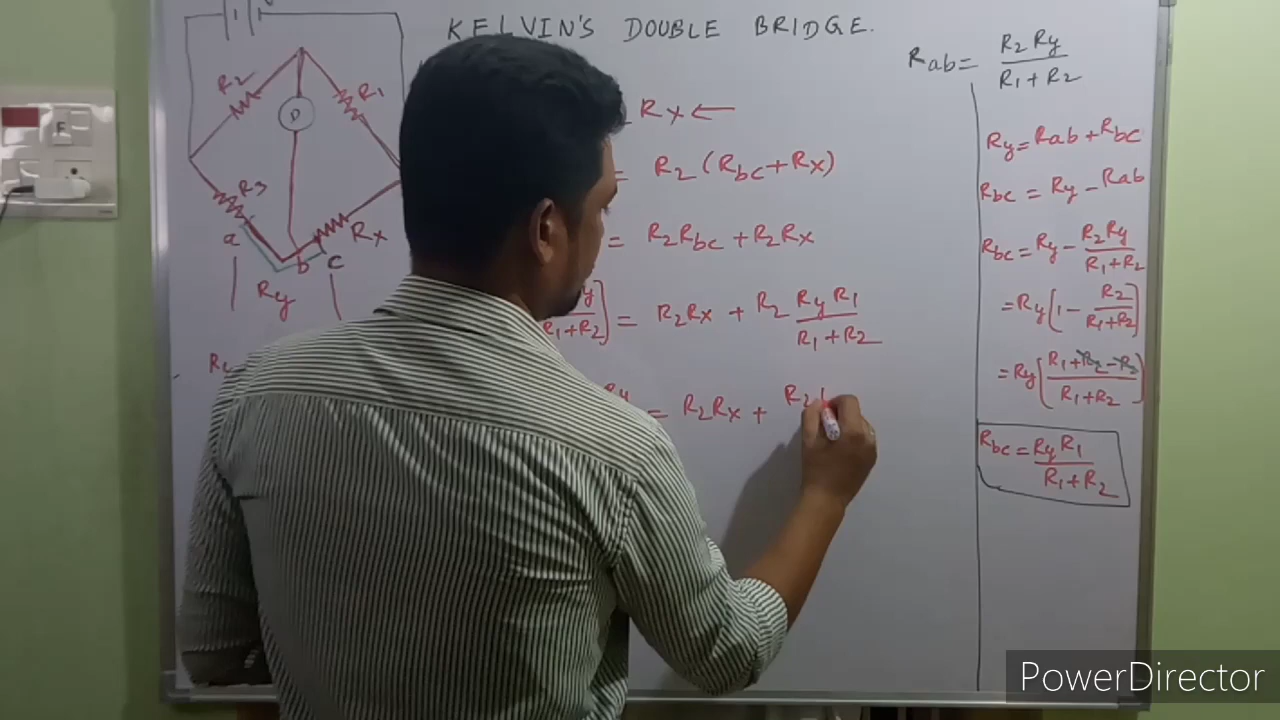 KELVIN'S DOUBLE BRIDGE.
R2
R1
D
R3
Rx
a
b
c
Ry
Rx ←
= R2 (Rbc + Rx)
= R2Rbc + R2Rx
R1+R2] = R2Rx + R2 RyR1/R1+R2
= R2Rx + R2
Rab = R2Ry/R1+R2
Ry = Rab + Rbc
Rbc = Ry - Rab
Rbc = Ry - R2Ry/R1+R2
= Ry[1 - R2/R1+R2]
= Ry[R1+R2-R2/R1+R2]
Rbc = RyR1/R1+R2
PowerDirector